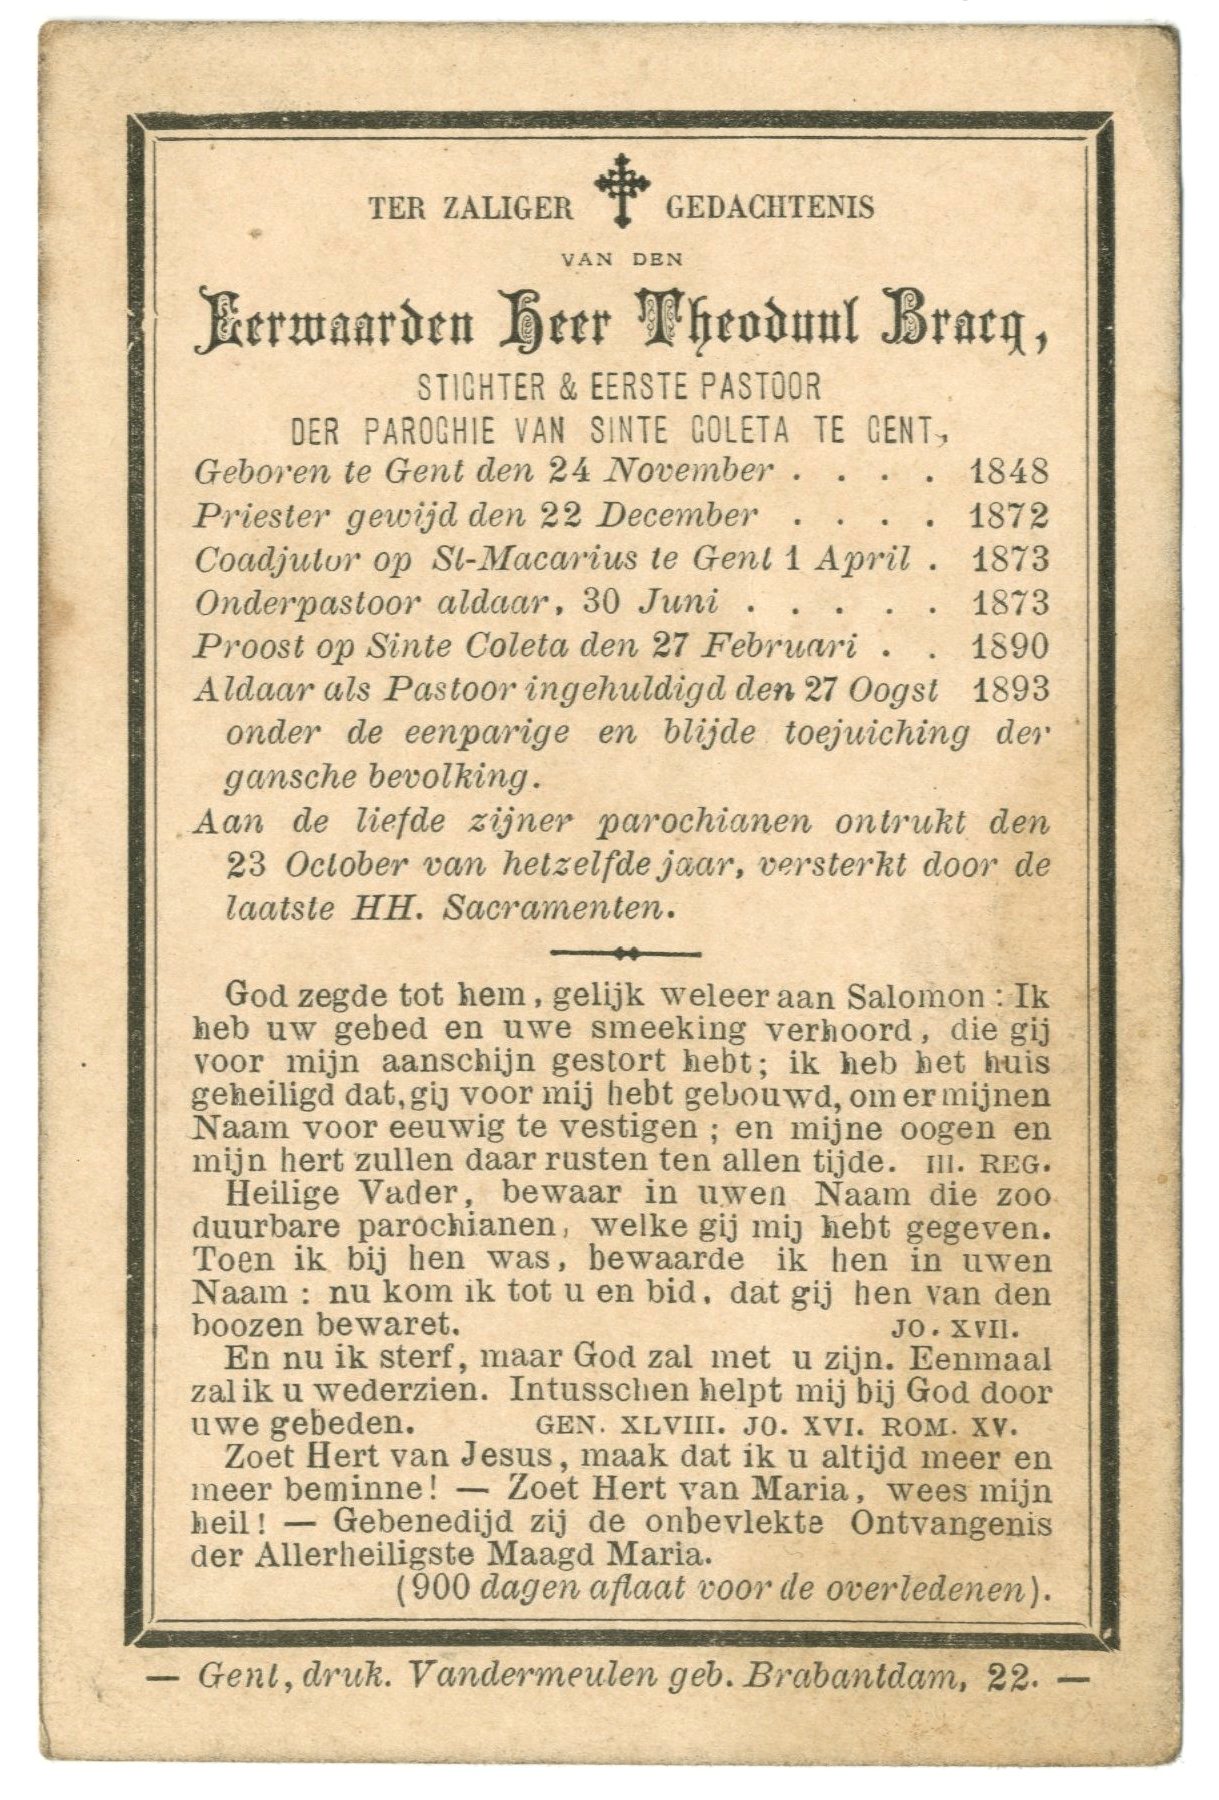 TER ZALIGER GEDACHTENIS
VAN DEN
Eerwaarden Heer Theoduul Bracq,
STICHTER & EERSTE PASTOOR
DER PAROCHIE VAN SINTE COLETA TE GENT,
Geboren te Gent den 24 November . . . . 1848
Priester gewijd den 22 December . . . . 1872
Coadjutor op St-Macarius te Gent 1 April . 1873
Onderpastoor aldaar, 30 Juni . . . . . 1873
Proost op Sinte Coleta den 27 Februari . . 1890
Aldaar als Pastoor ingehuldigd den 27 Oogst 1893
onder de eenparige en blijde toejuiching der
gansche bevolking.
Aan de liefde zijner parochianen ontrukt den
23 October van hetzelfde jaar, versterkt door de
laatste HH. Sacramenten.
God zegde tot hem, gelijk weleer aan Salomon : Ik
heb uw gebed en uwe smeeking verhoord, die gij
voor mijn aanschijn gestort hebt; ik heb het huis
geheiligd dat, gij voor mij hebt gebouwd, om er mijnen
Naam voor eeuwig te vestigen ; en mijne oogen en
mijn hert zullen daar rusten ten allen tijde. III. REG.
Heilige Vader, bewaar in uwen Naam die zoo
duurbare parochianen, welke gij mij hebt gegeven.
Toen ik bij hen was, bewaarde ik hen in uwen
Naam : nu kom ik tot u en bid, dat gij hen van den
boozen bewaret. JO. XVII.
En nu ik sterf, maar God zal met u zijn. Eenmaal
zal ik u wederzien. Intusschen helpt mij bij God door
uwe gebeden. GEN. XLVIII. JO. XVI. ROM. XV.
Zoet Hert van Jesus, maak dat ik u altijd meer en
meer beminne! — Zoet Hert van Maria, wees mijn
heil! — Gebenedijd zij de onbevlekte Ontvangenis
der Allerheiligste Maagd Maria.
(900 dagen aflaat voor de overledenen).
— Gent, druk. Vandermeulen geb. Brabantdam, 22. —